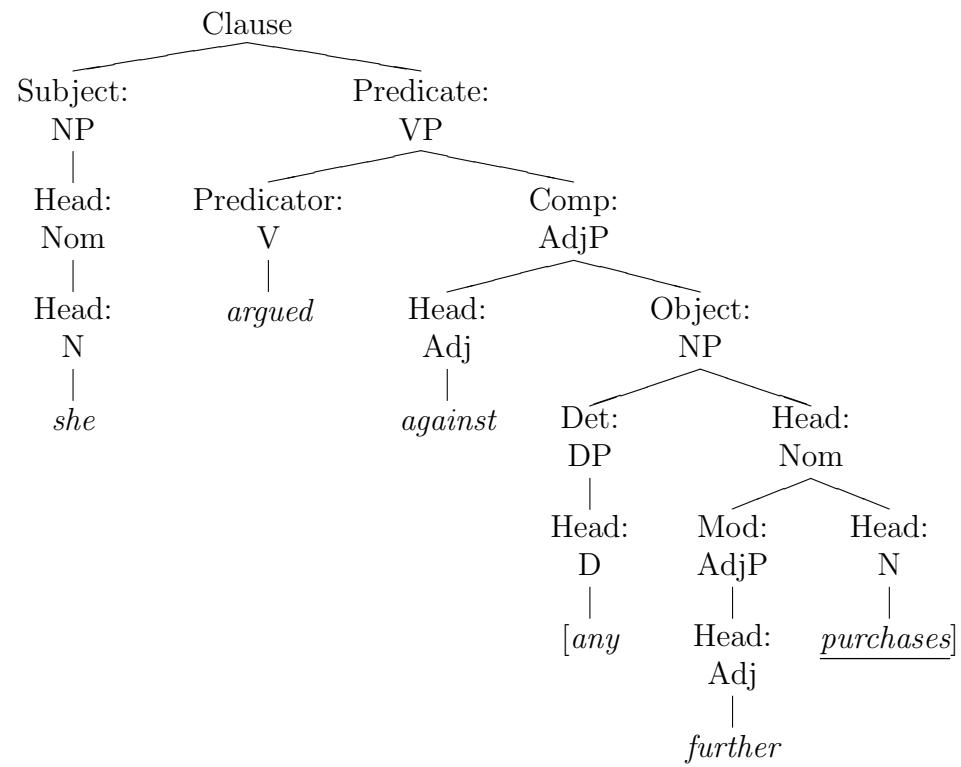 Clause
Subject: Predicate:
NP VP
Head: Predicator: Comp:
Nom V AdjP
Head: argued Head: Object:
N Adj NP
she against Det: Head:
DP Nom
Head: Mod: Head:
D AdjP N
[any Head: purchases]
Adj
further